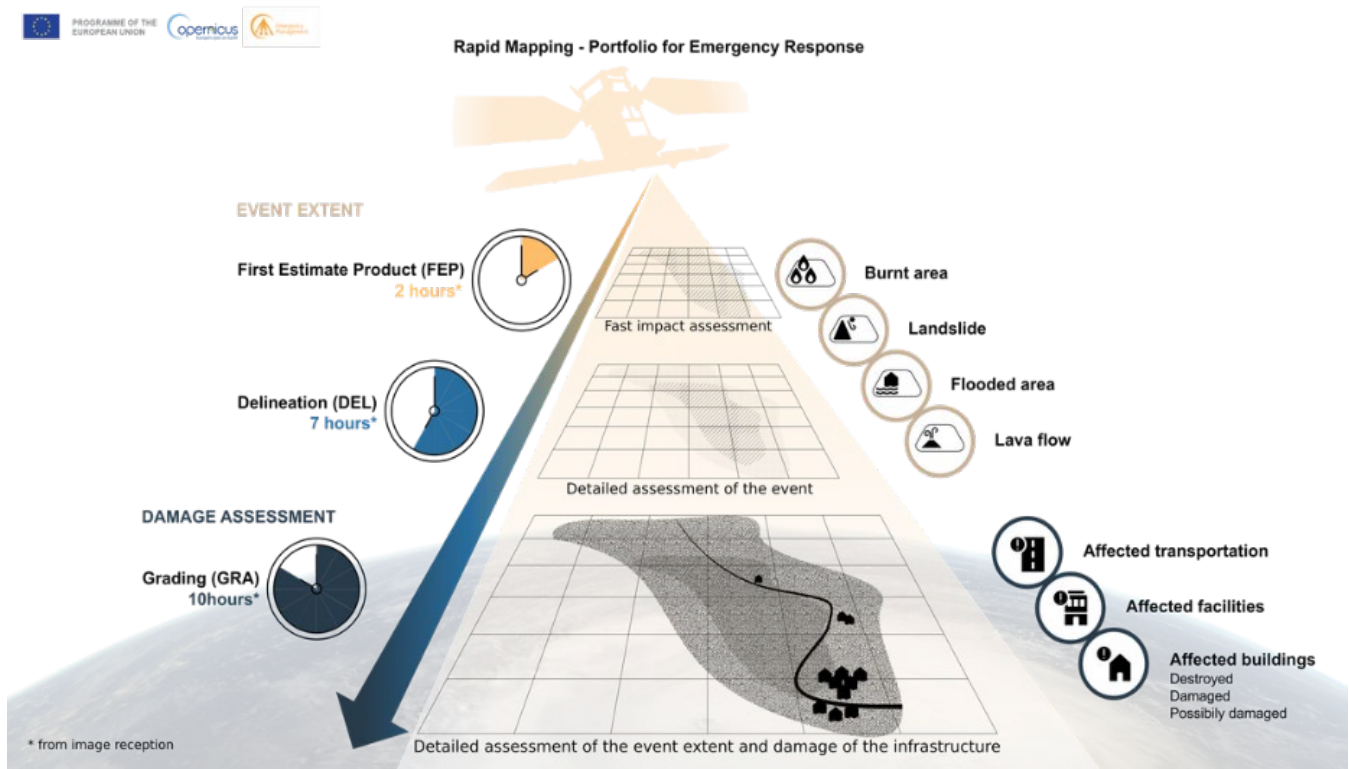 PROGRAMME OF THE
EUROPEAN UNION
opernicus
Emergency
Management
Rapid Mapping - Portfolio for Emergency Response
EVENT EXTENT
First Estimate Product (FEP)
2 hours*
Fast impact assessment
Burnt area
Landslide
Flooded area
Lava flow
Delineation (DEL)
7 hours*
Detailed assessment of the event
DAMAGE ASSESSMENT
Grading (GRA)
10hours*
Affected transportation
Affected facilities
Affected buildings
Destroyed
Damaged
Possibily damaged
* from image reception
Detailed assessment of the event extent and damage of the infrastructure